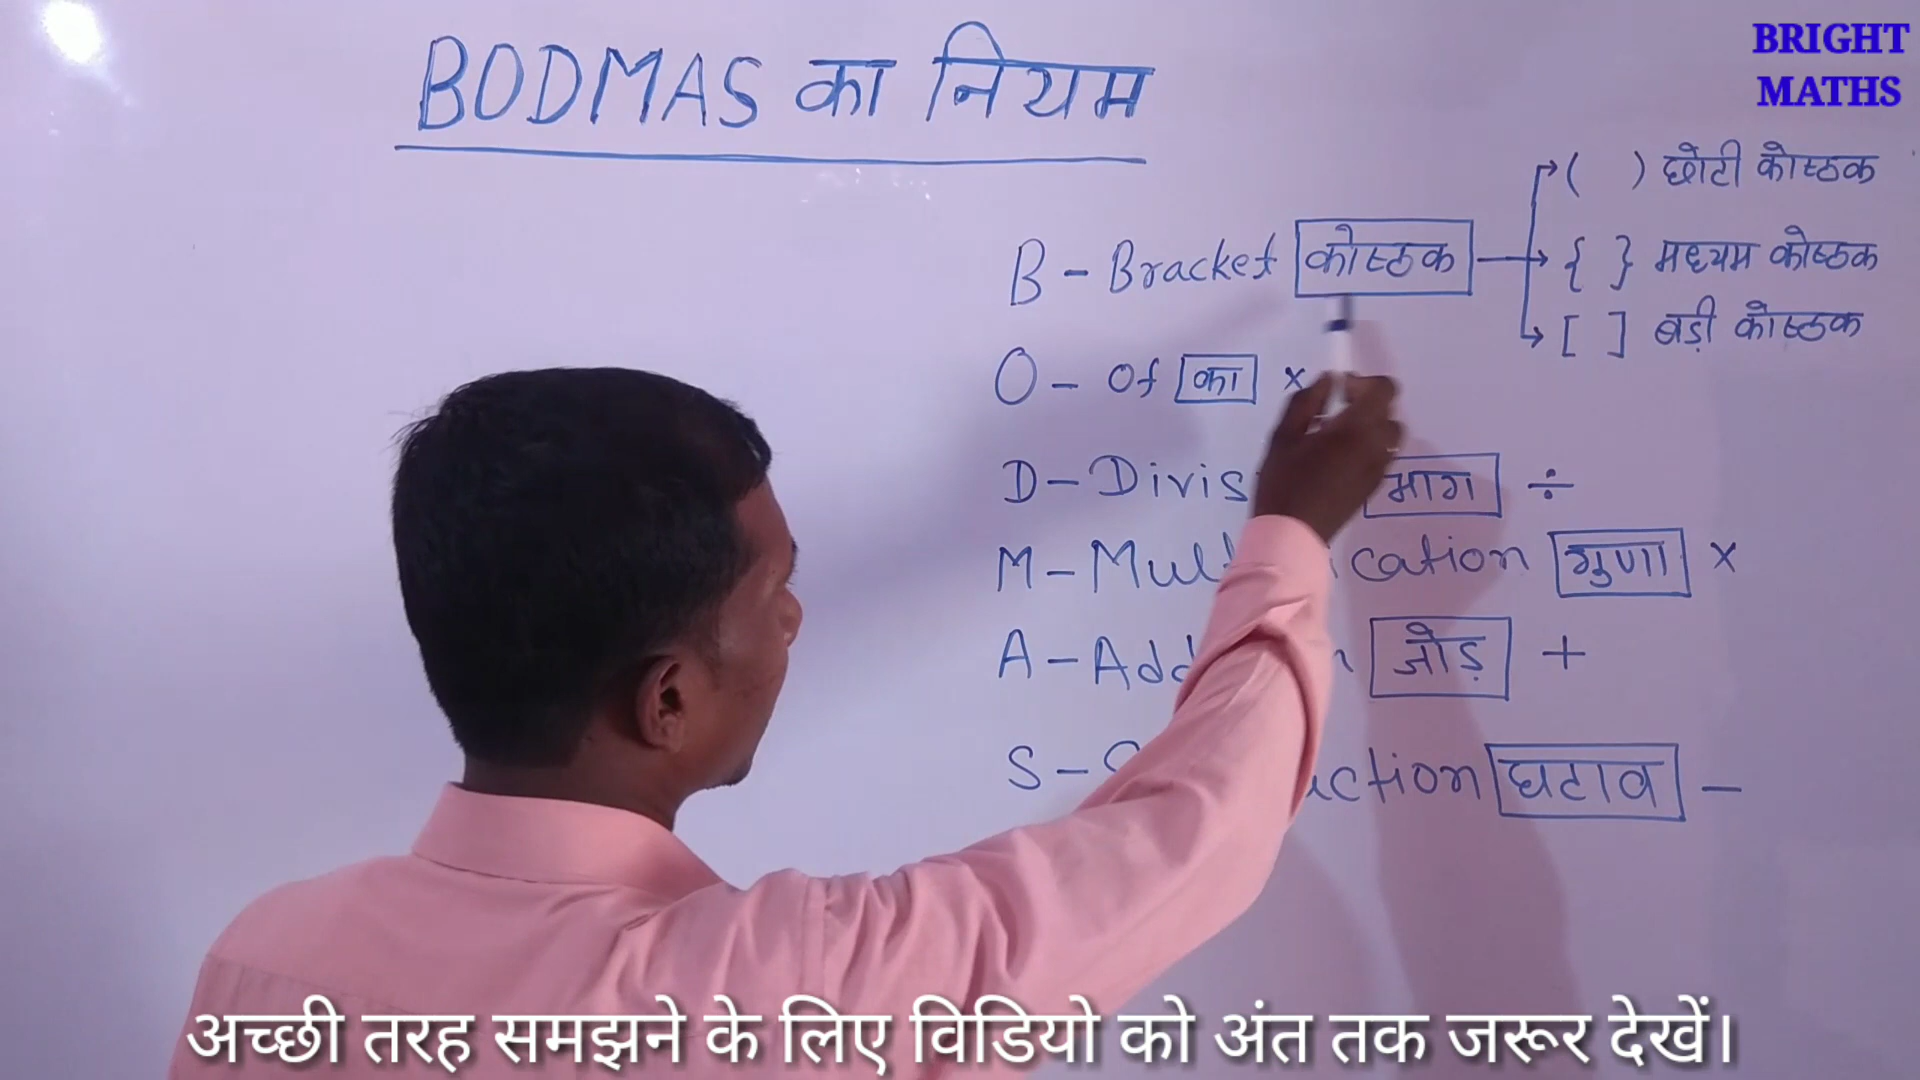 BRIGHT
MATHS
BODMAS का नियम
B - Bracket कोष्ठक
( ) छोटी कोष्ठक
{ } मध्यम कोष्ठक
[ ] बड़ी कोष्ठक
O - Of का ×
D - Divis भाग ÷
M - Mul ication गुणा ×
A - Add n जोड़ +
S - S uction घटाव -
अच्छी तरह समझने के लिए विडियो को अंत तक जरूर देखें।